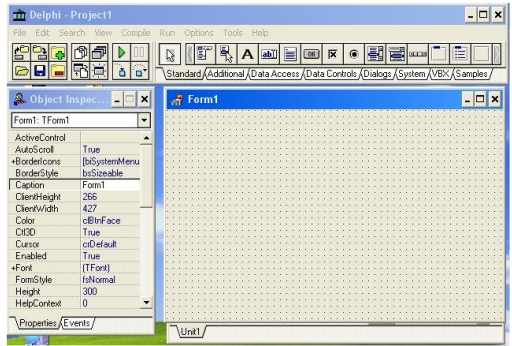 Delphi - Project1
File Edit Search View Compile Run Options Tools Help
Standard Additional Data Access Data Controls Dialogs System VBX Samples
Object Inspec...
Form1: TForm1
ActiveControl
AutoScroll True
+BorderIcons [biSystemMenu
BorderStyle bsSizeable
Caption Form1
ClientHeight 266
ClientWidth 427
Color clBtnFace
Ctl3D True
Cursor crDefault
Enabled True
+Font (TFont)
FormStyle fsNormal
Height 300
HelpContext 0
Properties Events
Form1
Unit1